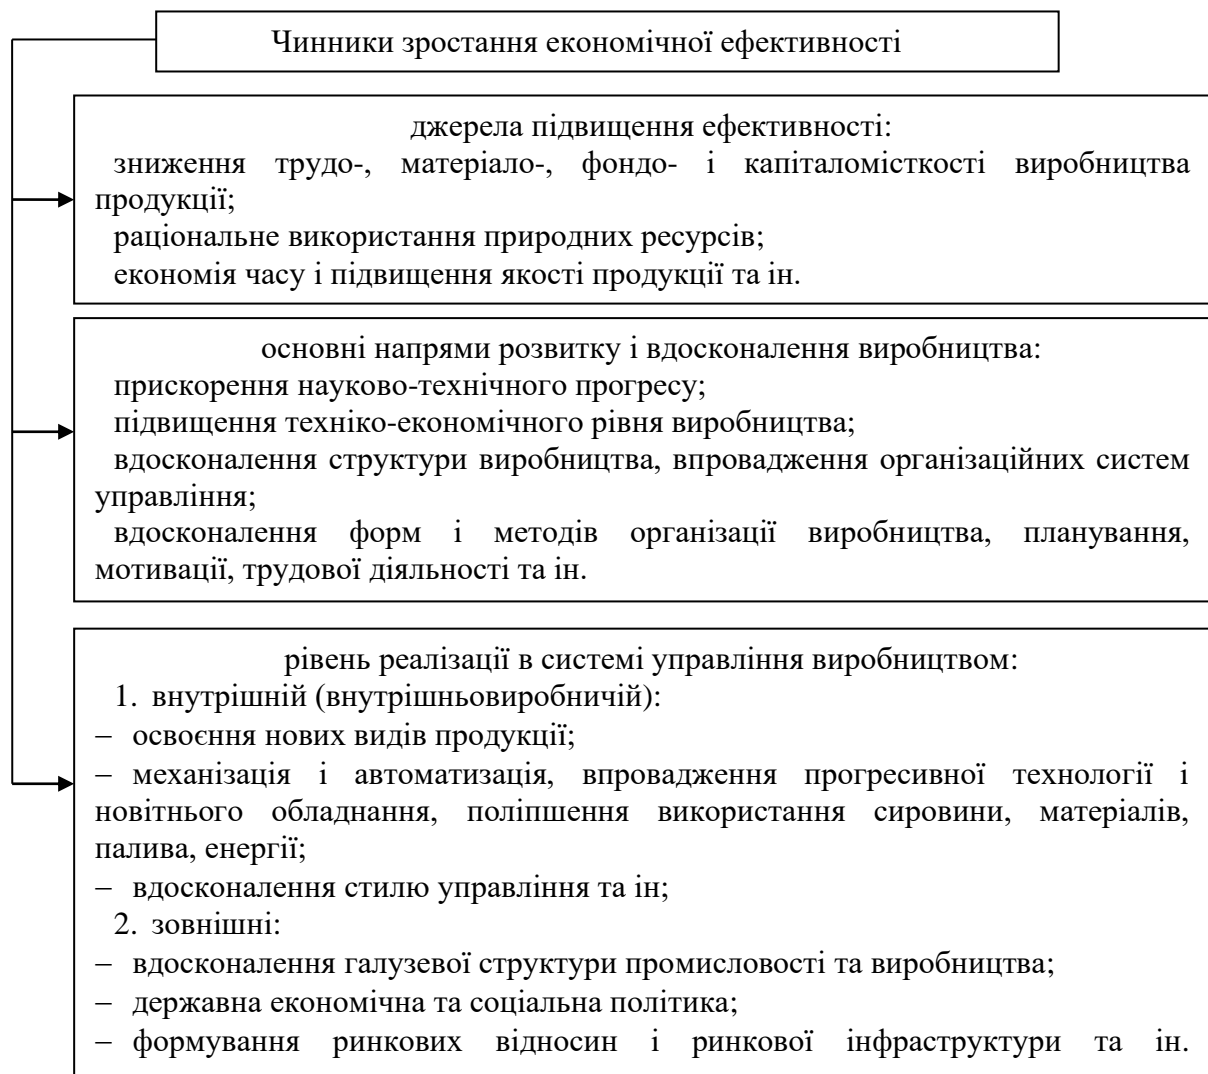 Чинники зростання економічної ефективності
джерела підвищення ефективності:
зниження трудо-, матеріало-, фондо- і капіталомісткості виробництва
продукції;
раціональне використання природних ресурсів;
економія часу і підвищення якості продукції та ін.
основні напрями розвитку і вдосконалення виробництва:
прискорення науково-технічного прогресу;
підвищення техніко-економічного рівня виробництва;
вдосконалення структури виробництва, впровадження організаційних систем
управління;
вдосконалення форм і методів організації виробництва, планування,
мотивації, трудової діяльності та ін.
рівень реалізації в системі управління виробництвом:
1. внутрішній (внутрішньовиробничій):
− освоєння нових видів продукції;
− механізація і автоматизація, впровадження прогресивної технології і
новітнього обладнання, поліпшення використання сировини, матеріалів,
палива, енергії;
− вдосконалення стилю управління та ін;
2. зовнішні:
− вдосконалення галузевої структури промисловості та виробництва;
− державна економічна та соціальна політика;
− формування ринкових відносин і ринкової інфраструктури та ін.